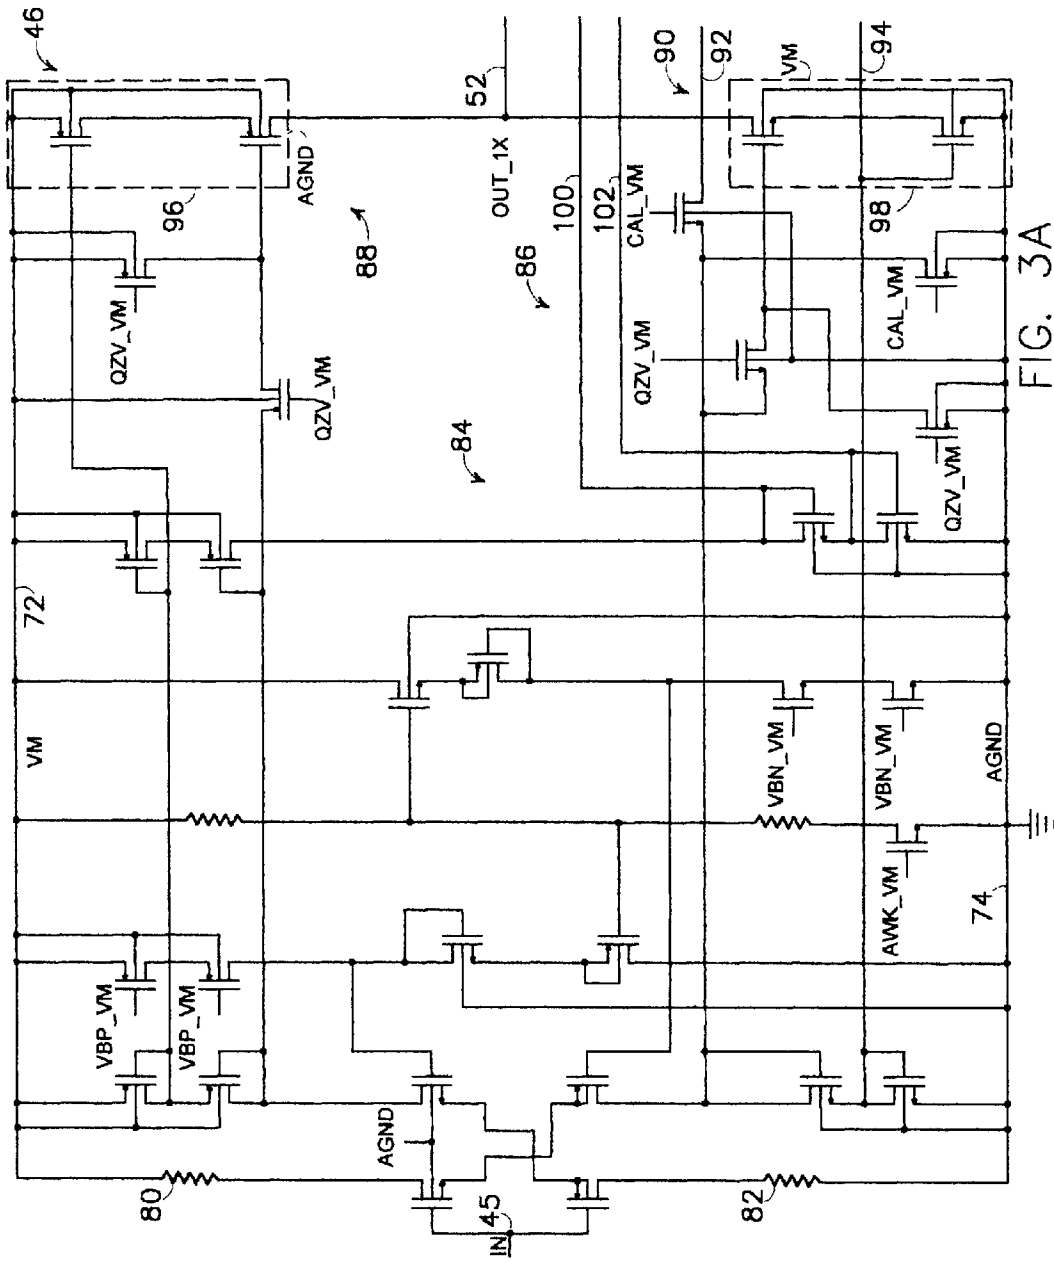 46
72
VM
80
VBP_VM
VBP_VM
QZV_VM
QZV_VM
96
AGND
88
84
86
OUT_1X
52
100
102
CAL_VM
90
92
QZV_VM
AGND
IN
45
82
VBN_VM
VBN_VM
AWK_VM
AGND
74
QZV_VM
CAL_VM
98
VM
94
FIG. 3A